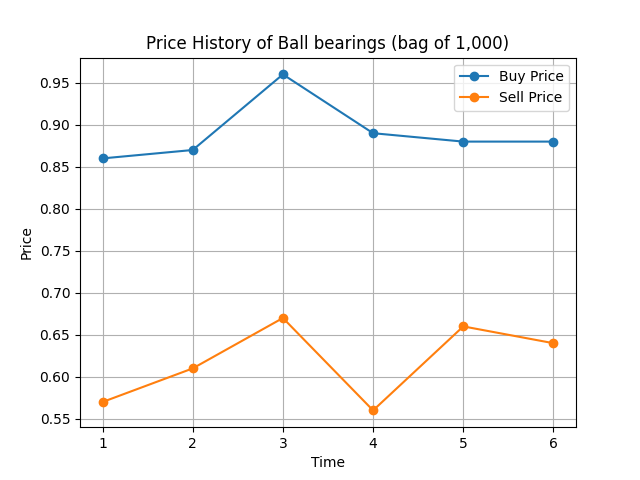 Price History of Ball bearings (bag of 1,000)
Buy Price
Sell Price
0.95
0.90
0.85
0.80
0.75
0.70
0.65
0.60
0.55
Price
1 2 3 4 5 6
Time